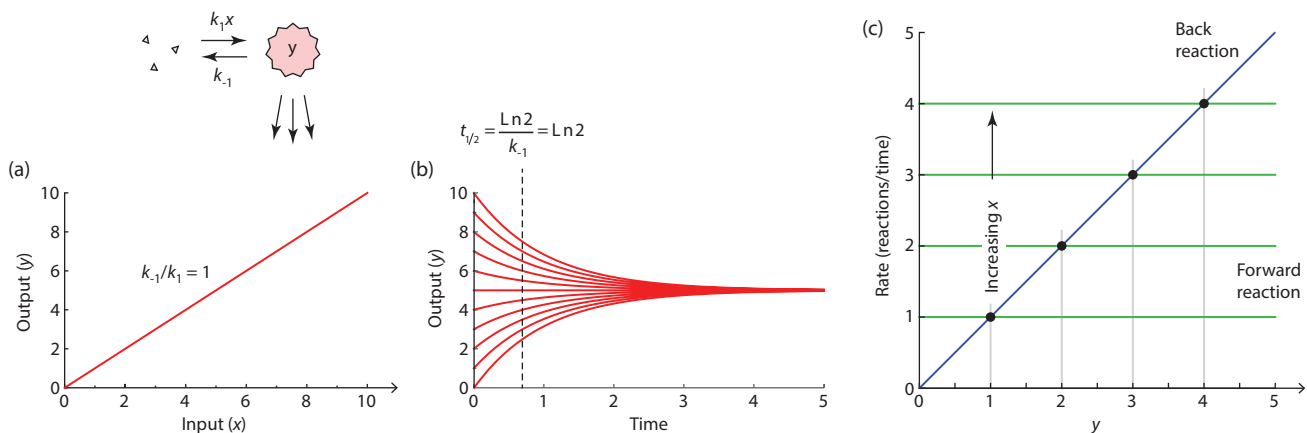 k₁x
k₋₁
y
(a)
Output (y)
10
8
6
4
2
0
k₋₁/k₁ = 1
0 2 4 6 8 10
Input (x)
(b)
t₁/₂ = Ln2/k₋₁ = Ln2
Output (y)
10
8
6
4
2
0
0 1 2 3 4 5
Time
(c)
Rate (reactions/time)
5
4
3
2
1
0
Back
reaction
Increasing x
Forward
reaction
0 1 2 3 4 5
y